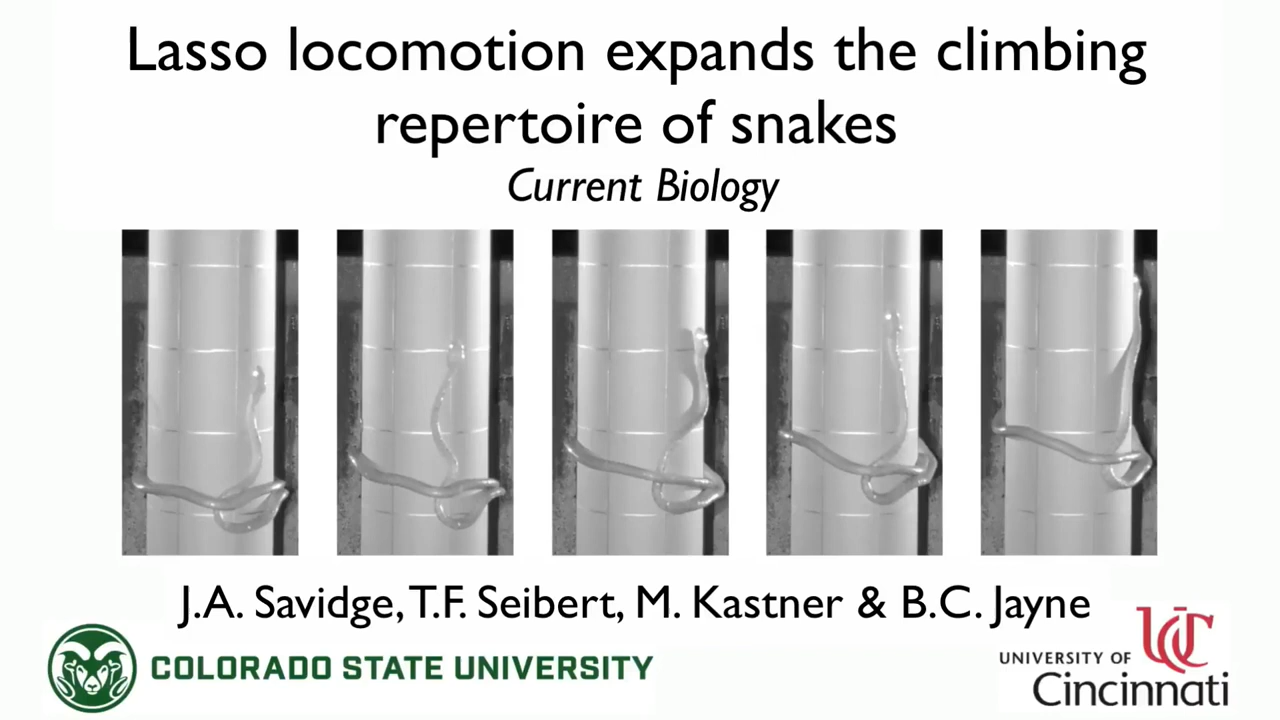 Lasso locomotion expands the climbing
repertoire of snakes
Current Biology
J.A. Savidge, T.F. Seibert, M. Kastner & B.C. Jayne
COLORADO STATE UNIVERSITY
UC
UNIVERSITY OF
Cincinnati